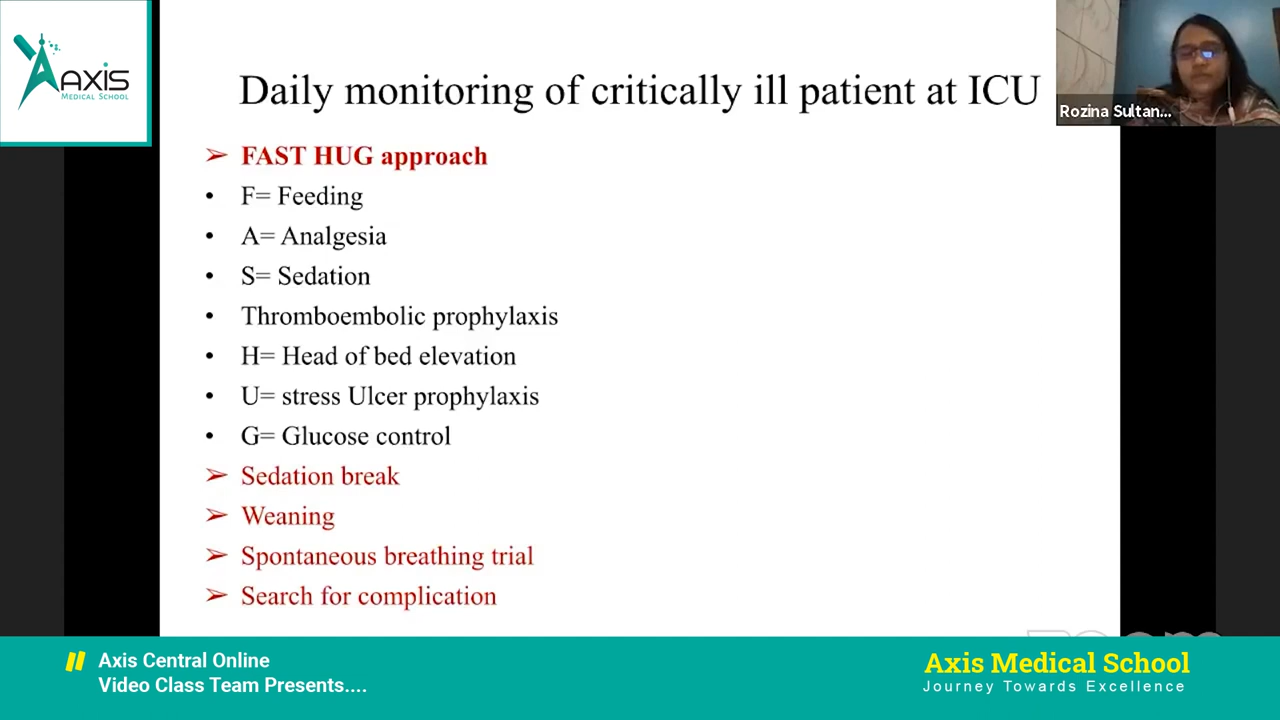 AXIS
MEDICAL SCHOOL
Daily monitoring of critically ill patient at ICU
Rozina Sultan...
➢ FAST HUG approach
• F= Feeding
• A= Analgesia
• S= Sedation
• Thromboembolic prophylaxis
• H= Head of bed elevation
• U= stress Ulcer prophylaxis
• G= Glucose control
➢ Sedation break
➢ Weaning
➢ Spontaneous breathing trial
➢ Search for complication
Axis Central Online
Video Class Team Presents....
Axis Medical School
Journey Towards Excellence